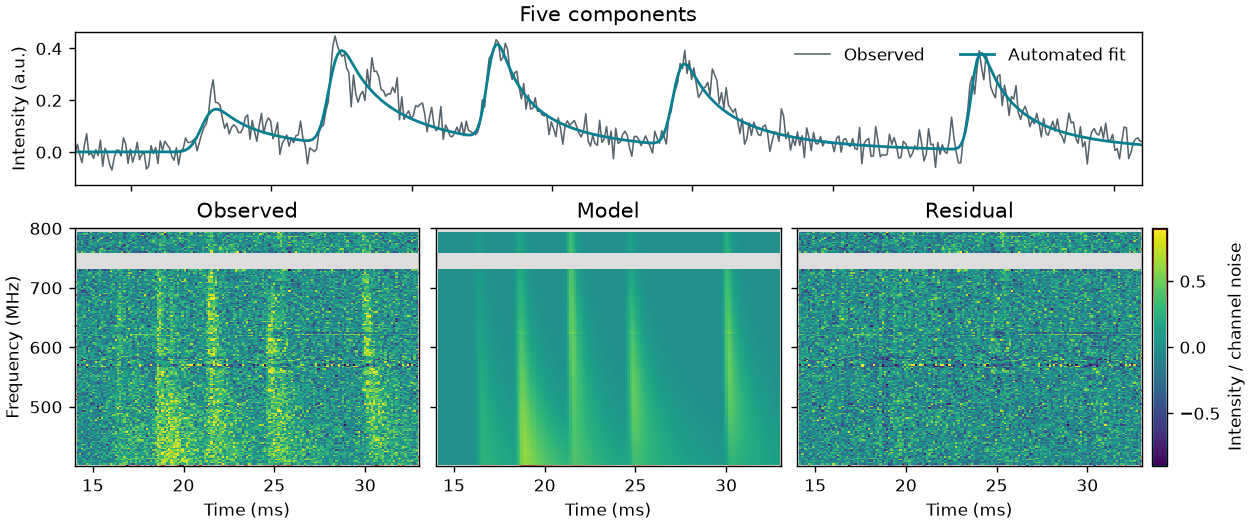 Five components
Intensity (a.u.)
0.4
0.2
0.0
Observed
Automated fit
Observed
Model
Residual
Frequency (MHz)
800
700
600
500
15
20
25
30
Time (ms)
15
20
25
30
Time (ms)
15
20
25
30
Time (ms)
0.5
0.0
−0.5
Intensity / channel noise